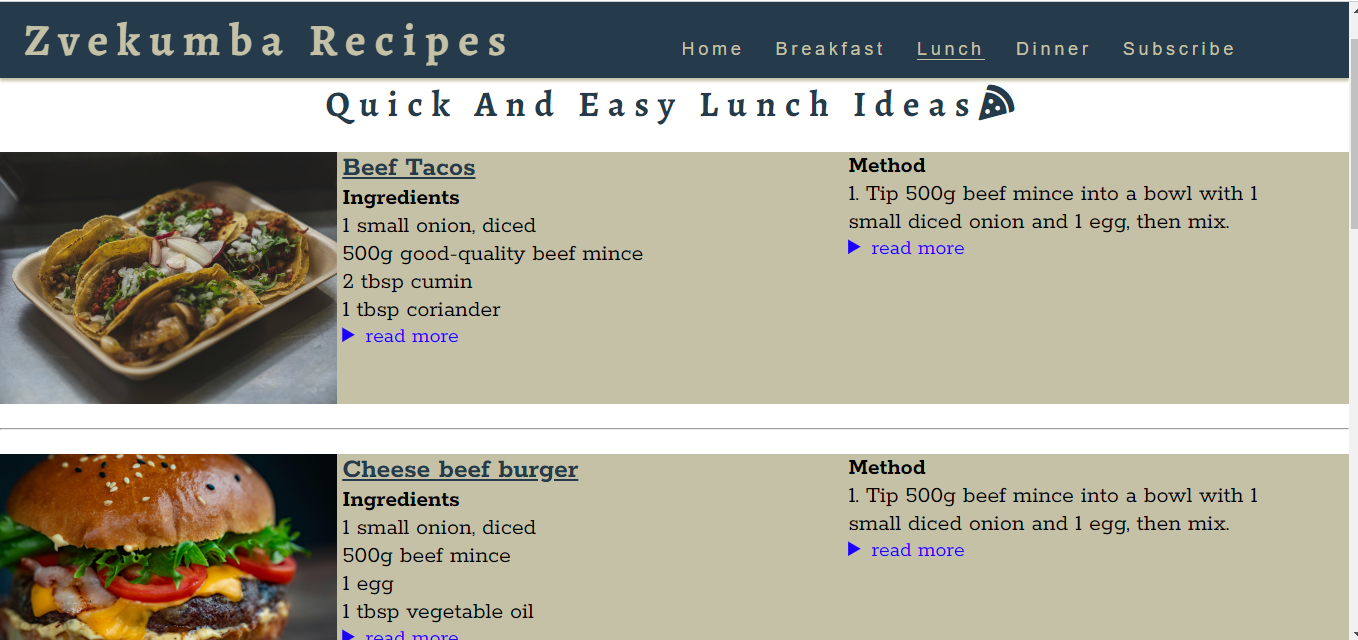 Zvekumba Recipes
Home Breakfast Lunch Dinner Subscribe
Quick And Easy Lunch Ideas
Beef Tacos
Ingredients
1 small onion, diced
500g good-quality beef mince
2 tbsp cumin
1 tbsp coriander
read more
Method
1. Tip 500g beef mince into a bowl with 1
small diced onion and 1 egg, then mix.
read more
Cheese beef burger
Ingredients
1 small onion, diced
500g beef mince
1 egg
1 tbsp vegetable oil
read more
Method
1. Tip 500g beef mince into a bowl with 1
small diced onion and 1 egg, then mix.
read more